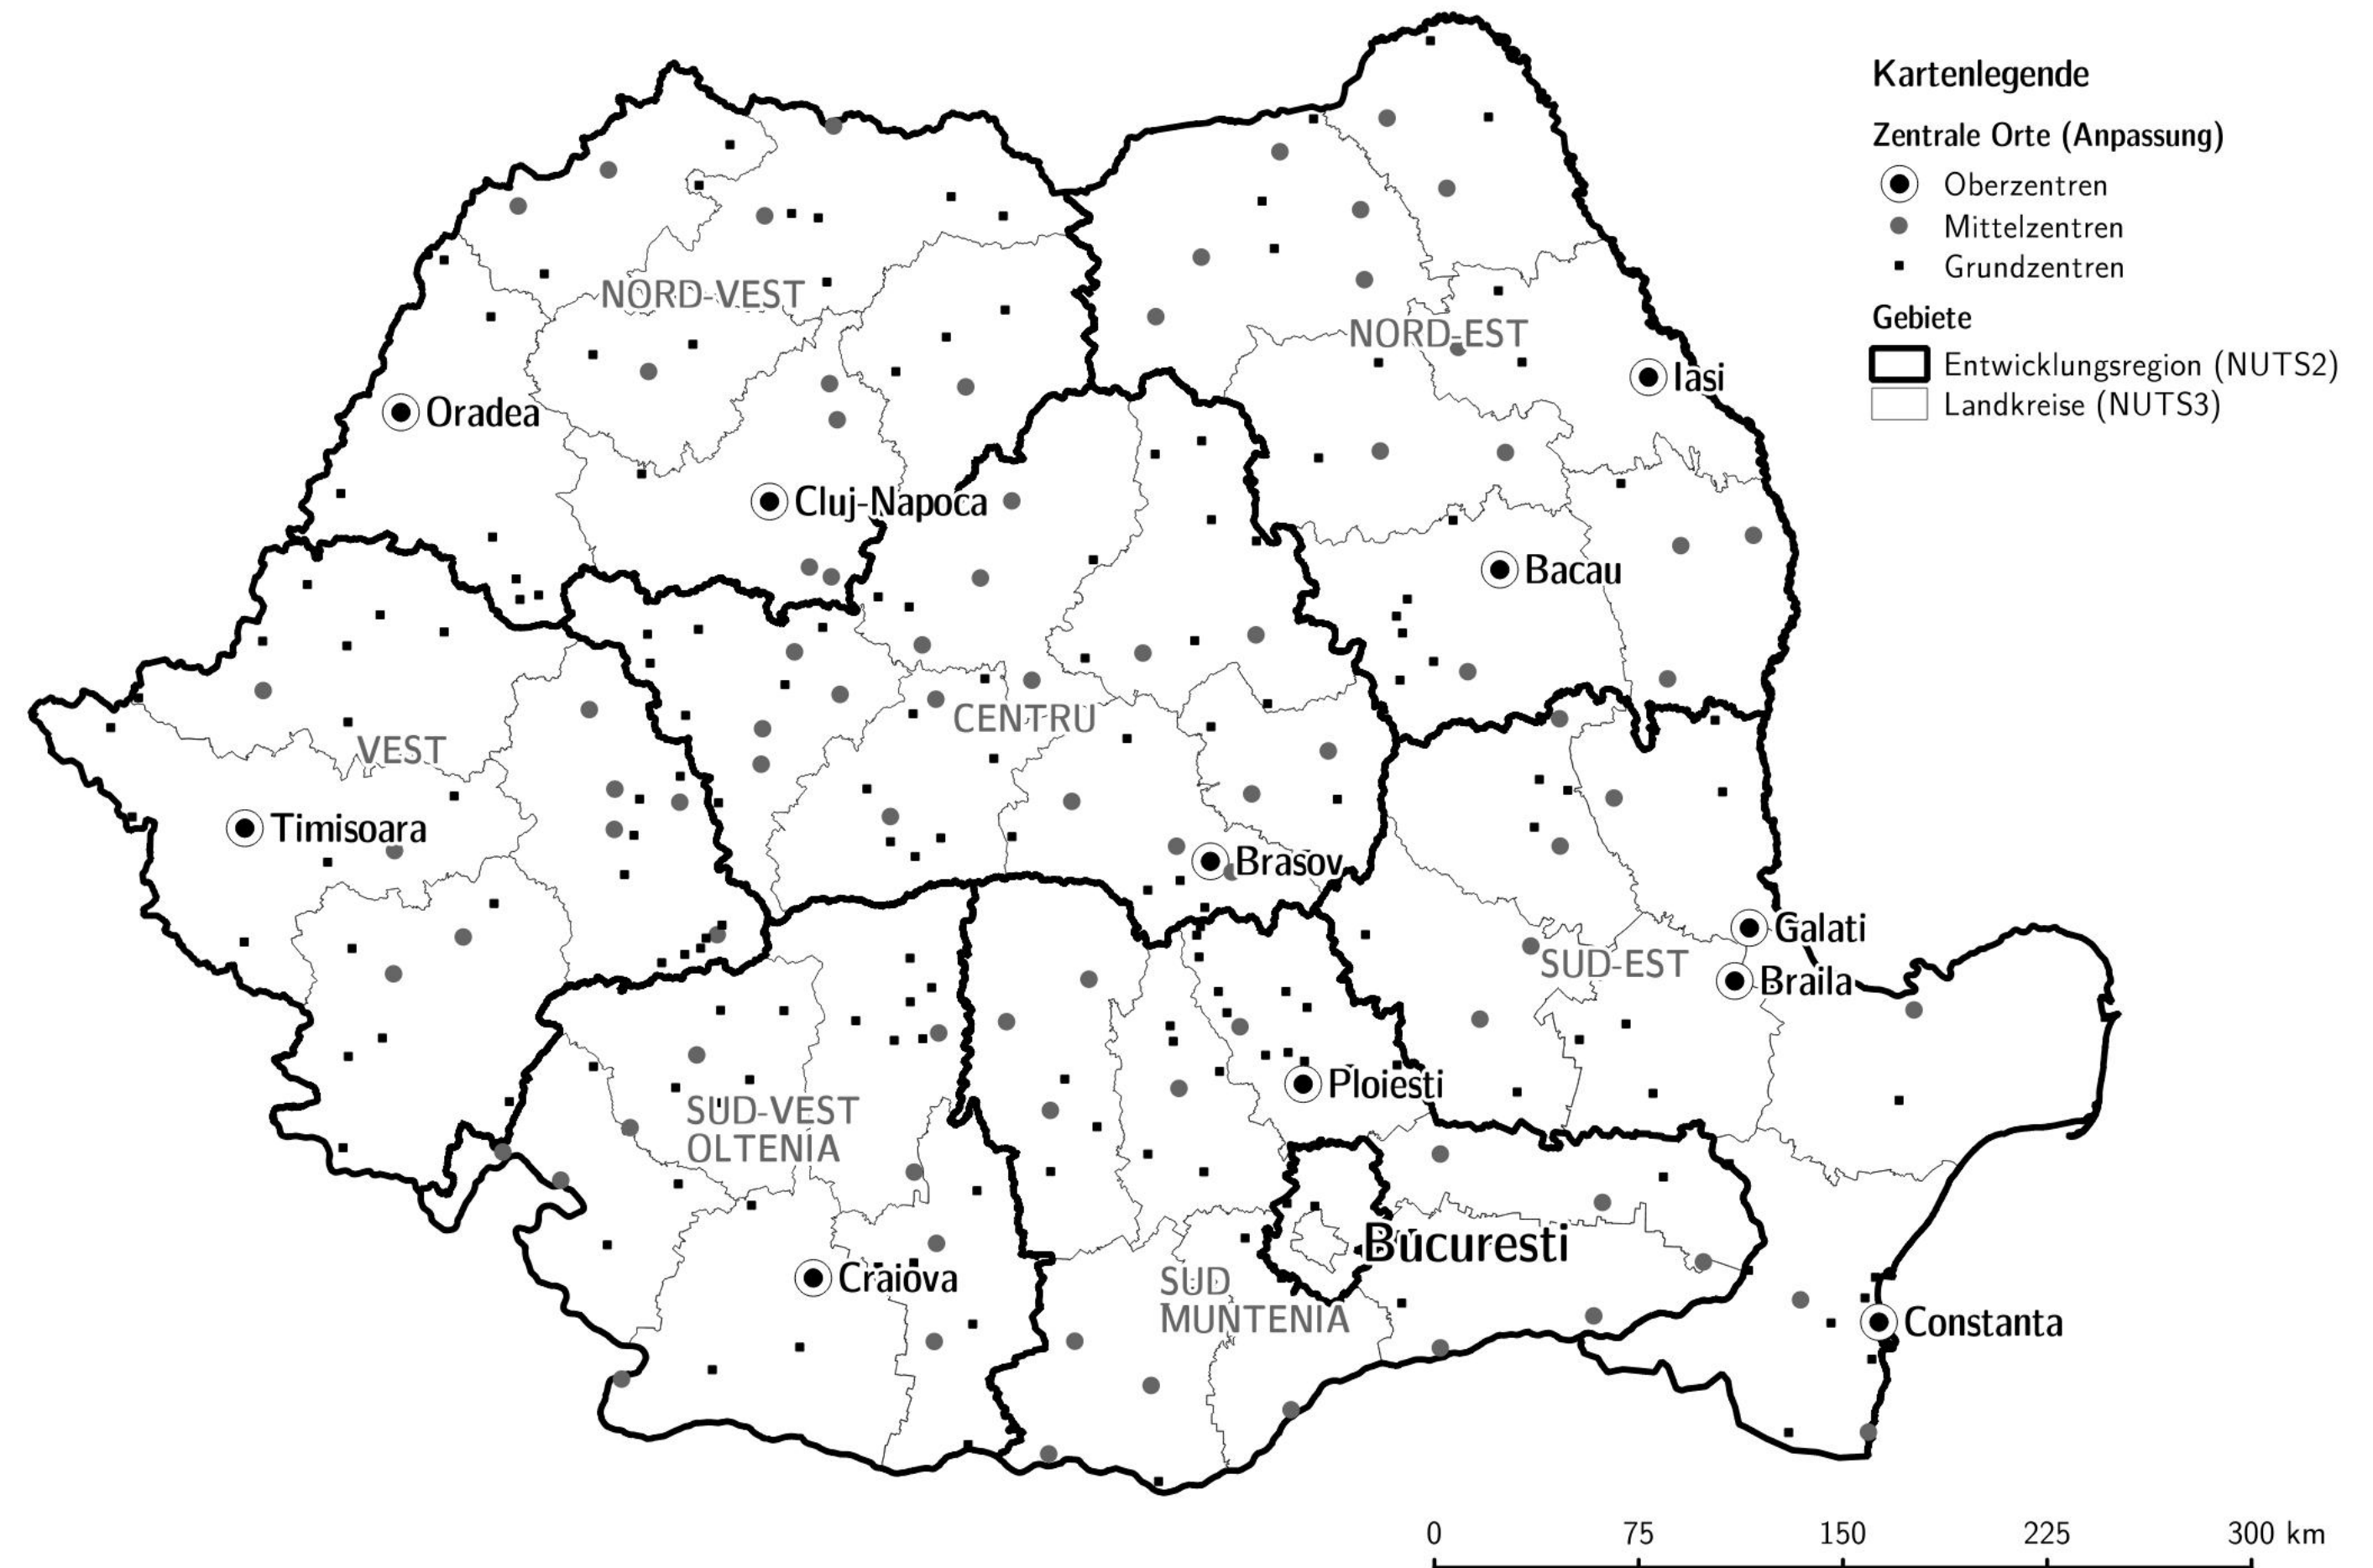 Kartenlegende
Zentrale Orte (Anpassung)
Oberzentren
Mittelzentren
Grundzentren
Gebiete
Entwicklungsregion (NUTS2)
Landkreise (NUTS3)
NORD-VEST
NORD-EST
Iasi
Oradea
Cluj-Napoca
Bacau
CENTRU
VEST
Timisoara
Brasov
Galati
SUD-EST
Braila
Ploiesti
SUD-VEST
OLTENIA
Bucuresti
Craiova
SUD
MUNTENIA
Constanta
0 75 150 225 300 km